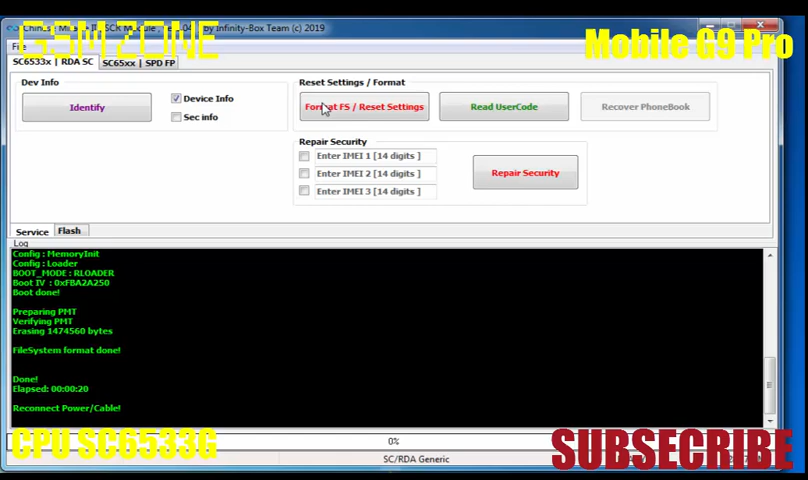 GSM ZONE
by Infinity-Box Team (c) 2019
Mobile G9 Pro
File
SC6533x | RDA SC
SC65xx | SPD FP
Dev Info
Identify
Device Info
Sec info
Reset Settings / Format
Format FS / Reset Settings
Read UserCode
Recover PhoneBook
Repair Security
Enter IMEI 1 [14 digits ]
Enter IMEI 2 [14 digits ]
Enter IMEI 3 [14 digits ]
Repair Security
Service
Flash
Log
Config : MemoryInit
Config : Loader
BOOT_MODE : RLOADER
Boot IV : 0xFBA2A250
Boot done!
Preparing PMT
Verifying PMT
Erasing 1474560 bytes
FileSystem format done!
Done!
Elapsed: 00:00:20
Reconnect Power/Cable!
0%
CPU SC6533G
SUBSECRIBE
SC/RDA Generic